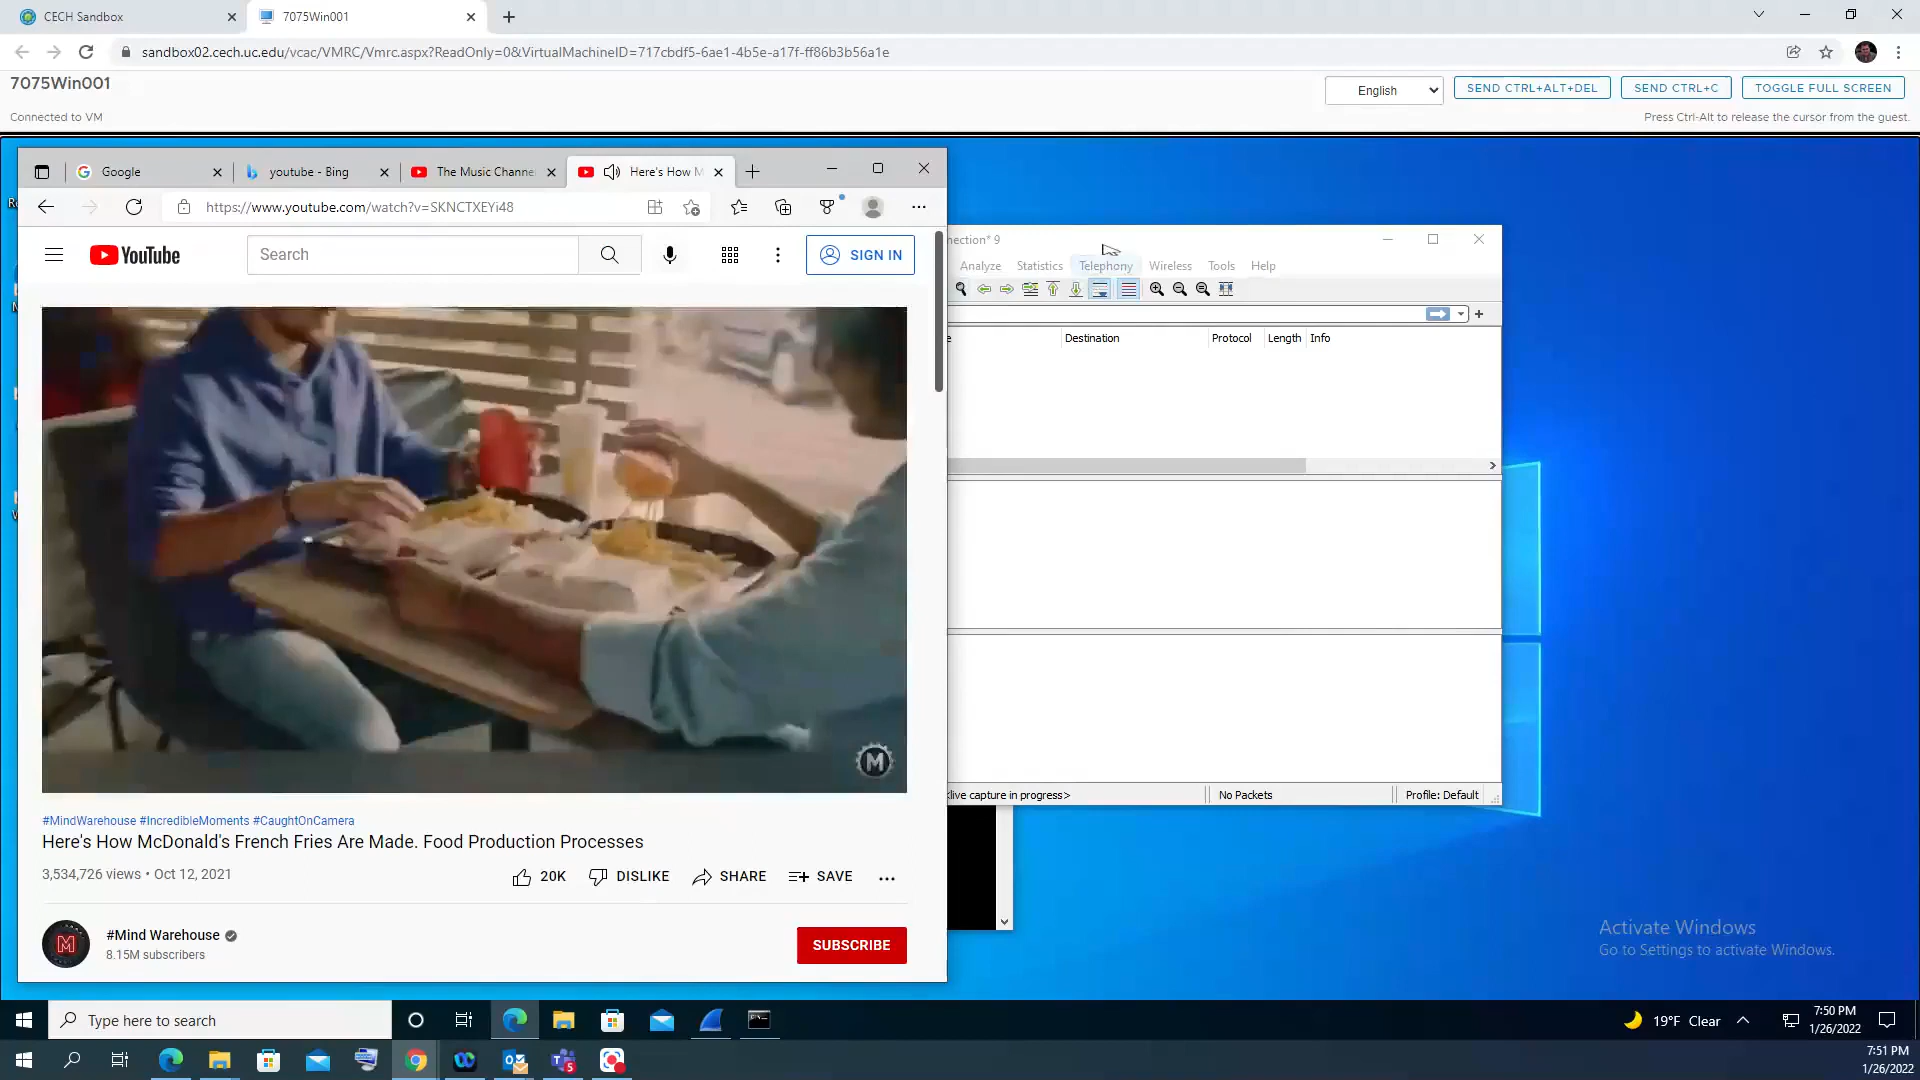 CECH Sandbox
7075Win001
sandbox02.cech.uc.edu/vcac/VMRC/Vmrc.aspx?ReadOnly=0&VirtualMachineID=717cbdf5-6ae1-4b5e-a17f-ff86b3b56a1e
7075Win001
English
SEND CTRL+ALT+DEL
SEND CTRL+C
TOGGLE FULL SCREEN
Connected to VM
Press Ctrl-Alt to release the cursor from the guest.
Google
youtube - Bing
The Music Channe
Here's How M
https://www.youtube.com/watch?v=SKNCTXEYi48
YouTube
Search
SIGN IN
nection* 9
Analyze Statistics Telephony Wireless Tools Help
Destination Protocol Length Info
M
#MindWarehouse #IncredibleMoments #CaughtOnCamera
Here's How McDonald's French Fries Are Made. Food Production Processes
3,534,726 views • Oct 12, 2021
20K
DISLIKE
SHARE
SAVE
M
#Mind Warehouse
8.15M subscribers
SUBSCRIBE
live capture in progress>
No Packets
Profile: Default
Activate Windows
Go to Settings to activate Windows.
Type here to search
19°F Clear
7:50 PM
1/26/2022
7:51 PM
1/26/2022